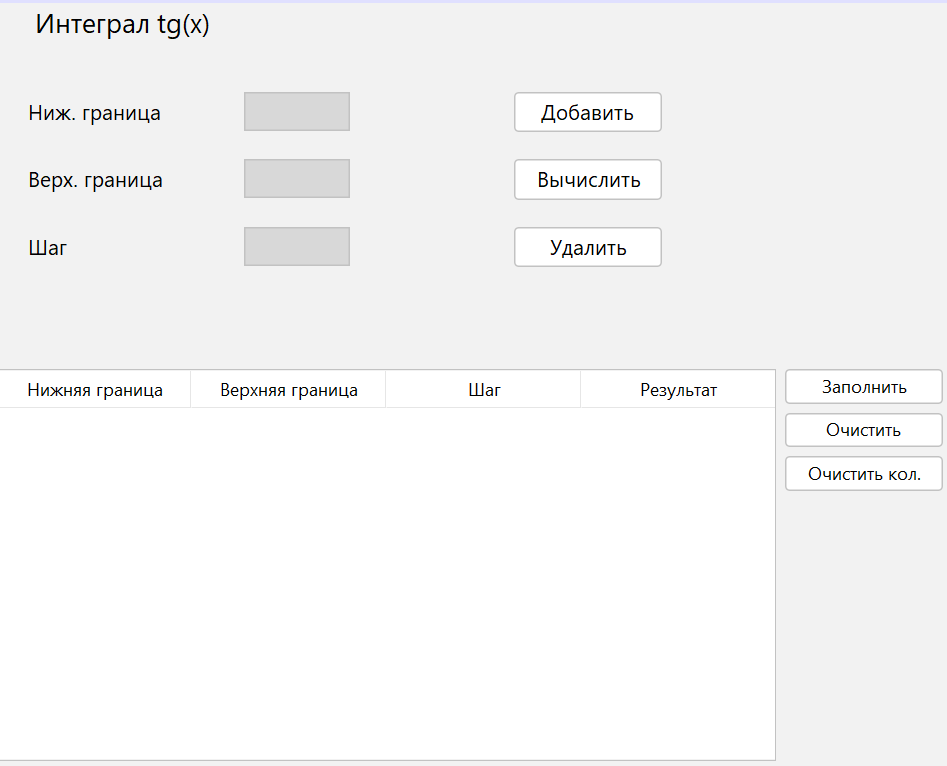 Интеграл tg(x)
Ниж. граница
Добавить
Верх. граница
Вычислить
Шаг
Удалить
Нижняя граница
Верхняя граница
Шаг
Результат
Заполнить
Очистить
Очистить кол.